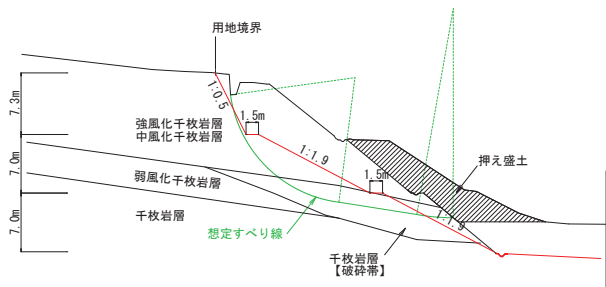 用地境界
7.3m
1:0.5
1.5m
強風化千枚岩層
中風化千枚岩層
1:1.9
押え盛土
7.0m
弱風化千枚岩層
1.5m
千枚岩層
7.0m
想定すべり線
1:1.9
千枚岩層
【破砕帯】